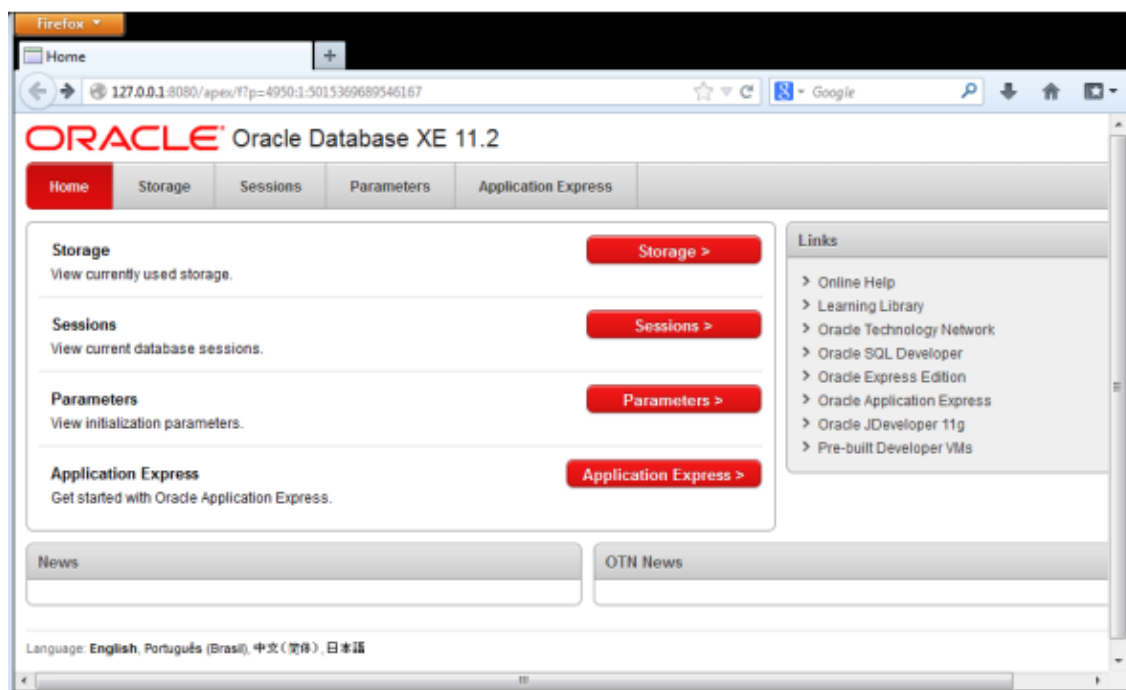 Firefox
Home
127.0.0.1:8080/apex/f?p=4950:1:5015369689546167
Google
ORACLE Oracle Database XE 11.2
Home Storage Sessions Parameters Application Express
Storage
View currently used storage.
Storage >
Sessions
View current database sessions.
Sessions >
Parameters
View initialization parameters.
Parameters >
Application Express
Get started with Oracle Application Express.
Application Express >
Links
Online Help
Learning Library
Oracle Technology Network
Oracle SQL Developer
Oracle Express Edition
Oracle Application Express
Oracle JDeveloper 11g
Pre-built Developer VMs
News
OTN News
Language: English, Português (Brasil), 中文(简体), 日本語